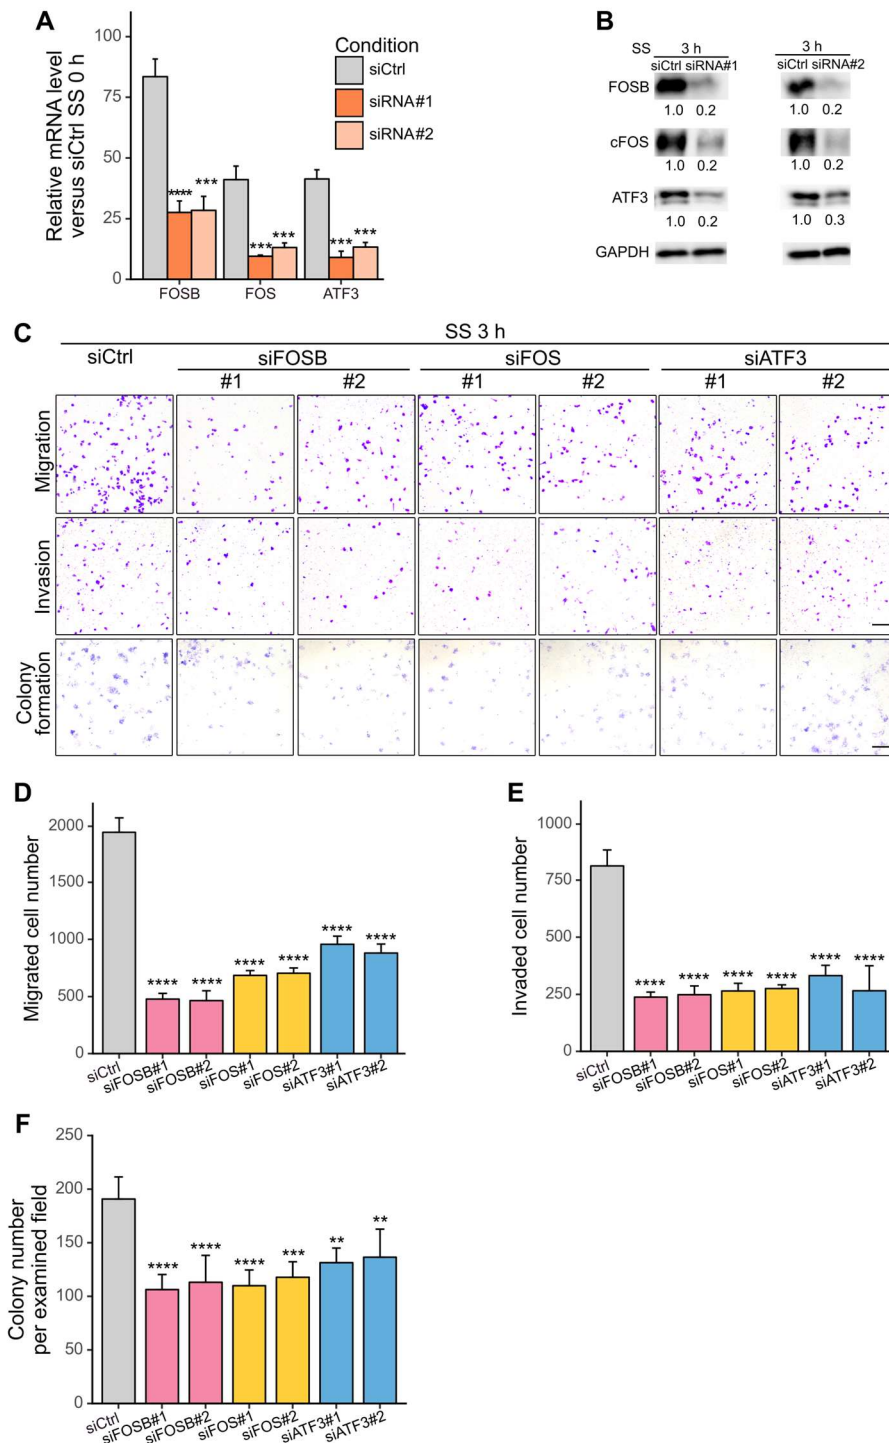 A
Relative mRNA level
versus siCtrl SS 0 h
100
75
50
25
0
**** *** *** *** *** ***
FOSB FOS ATF3
Condition
siCtrl
siRNA#1
siRNA#2
B
SS 3 h 3 h
siCtrl siRNA#1 siCtrl siRNA#2
FOSB
1.0 0.2 1.0 0.2
cFOS
1.0 0.2 1.0 0.2
ATF3
1.0 0.2 1.0 0.3
GAPDH
C
SS 3 h
siCtrl siFOSB siFOS siATF3
#1 #2 #1 #2 #1 #2
Migration
Invasion
Colony
formation
D
Migrated cell number
2000
1500
1000
500
0
**** **** **** **** **** ****
siCtrl siFOSB#1 siFOSB#2 siFOS#1 siFOS#2 siATF3#1 siATF3#2
E
Invaded cell number
1000
750
500
250
0
**** **** **** **** **** ****
siCtrl siFOSB#1 siFOSB#2 siFOS#1 siFOS#2 siATF3#1 siATF3#2
F
Colony number
per examined field
250
200
150
100
50
0
**** **** **** *** ** **
siCtrl siFOSB#1 siFOSB#2 siFOS#1 siFOS#2 siATF3#1 siATF3#2